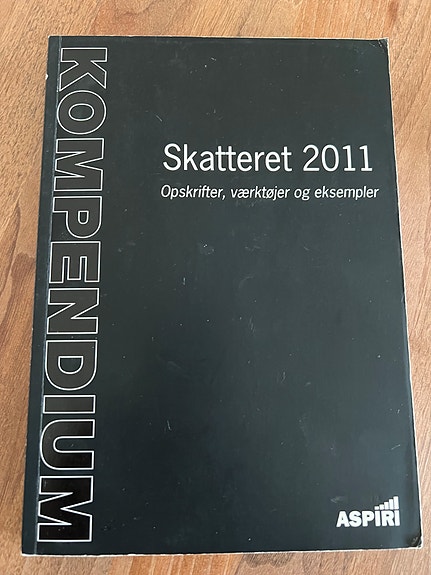 KOMPENDIUM
Skatteret 2011
Opskrifter, værktøjer og eksempler
ASPIRI